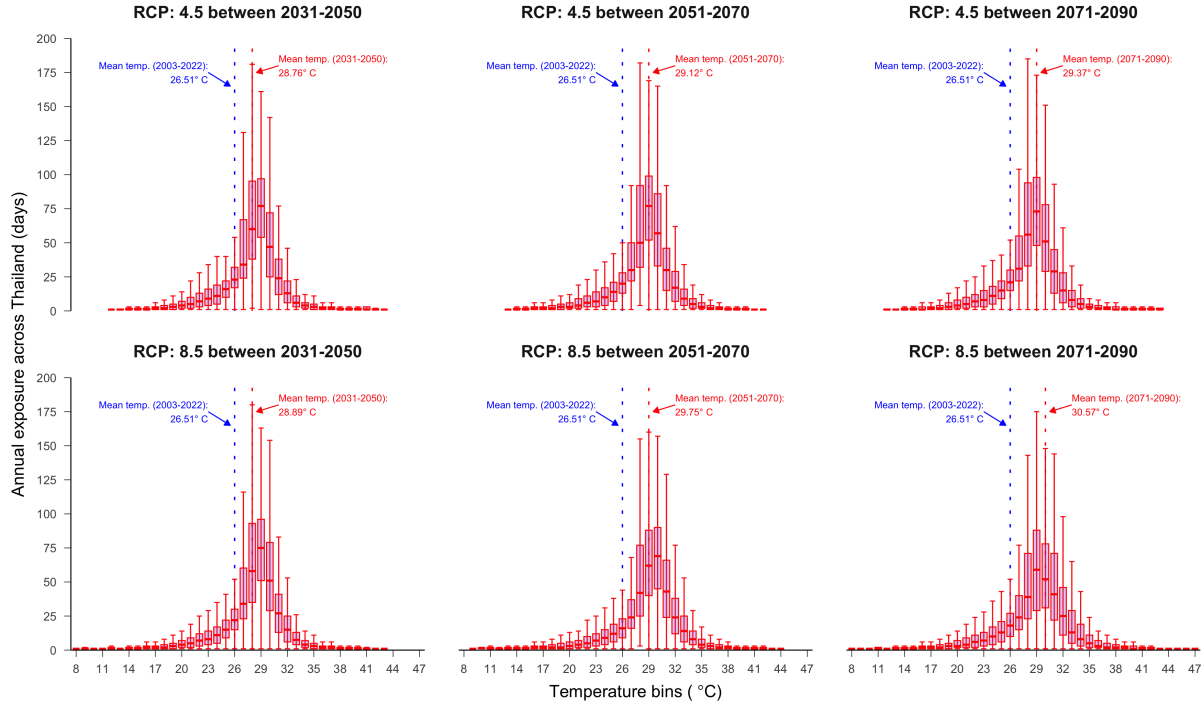 RCP: 4.5 between 2031-2050
RCP: 4.5 between 2051-2070
RCP: 4.5 between 2071-2090
Annual exposure across Thailand (days)
200
175
150
125
100
75
50
25
0
Mean temp. (2003-2022):
26.51° C
Mean temp. (2031-2050):
28.76° C
Mean temp. (2003-2022):
26.51° C
Mean temp. (2051-2070):
29.12° C
Mean temp. (2003-2022):
26.51° C
Mean temp. (2071-2090):
29.37° C
RCP: 8.5 between 2031-2050
RCP: 8.5 between 2051-2070
RCP: 8.5 between 2071-2090
200
175
150
125
100
75
50
25
0
Mean temp. (2003-2022):
26.51° C
Mean temp. (2031-2050):
28.89° C
Mean temp. (2003-2022):
26.51° C
Mean temp. (2051-2070):
29.75° C
Mean temp. (2003-2022):
26.51° C
Mean temp. (2071-2090):
30.57° C
8 11 14 17 20 23 26 29 32 35 38 41 44 47
8 11 14 17 20 23 26 29 32 35 38 41 44 47
8 11 14 17 20 23 26 29 32 35 38 41 44 47
Temperature bins ( °C)